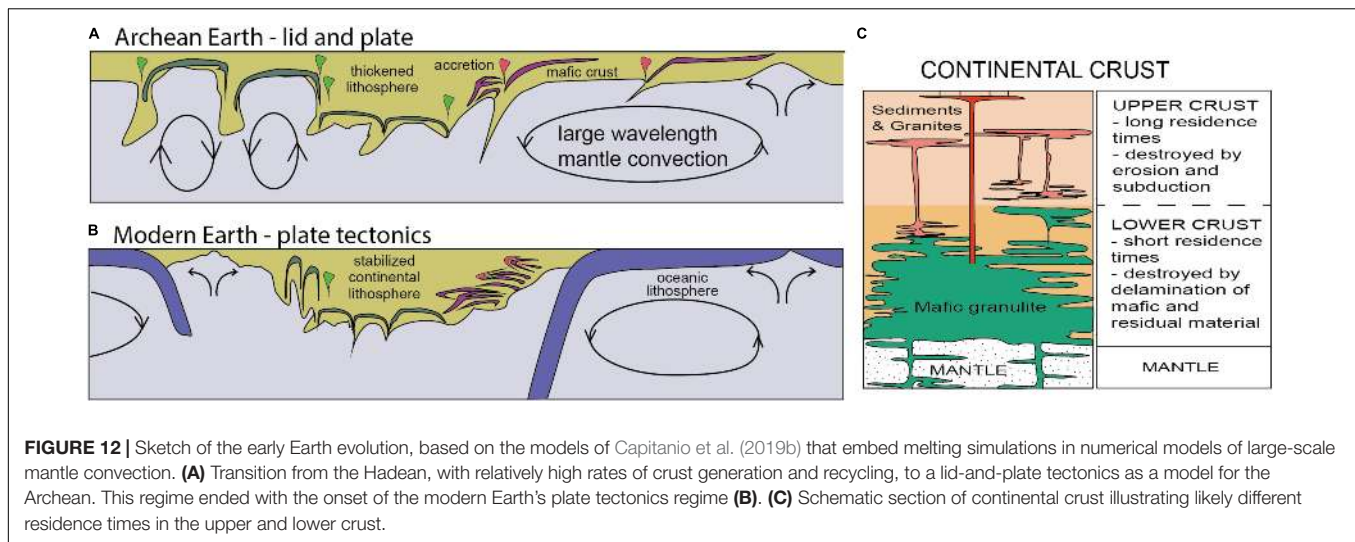 A
Archean Earth - lid and plate
thickened
lithosphere
accretion
mafic crust
large wavelength
mantle convection
B
Modern Earth - plate tectonics
stabilized
continental
lithosphere
oceanic
lithosphere
C
CONTINENTAL CRUST
Sediments
& Granites
Mafic granulite
MANTLE
UPPER CRUST
- long residence
times
- destroyed by
erosion and
subduction
LOWER CRUST
- short residence
times
- destroyed by
delamination of
mafic and
residual material
MANTLE
FIGURE 12 | Sketch of the early Earth evolution, based on the models of Capitanio et al. (2019b) that embed melting simulations in numerical models of large-scale
mantle convection. (A) Transition from the Hadean, with relatively high rates of crust generation and recycling, to a lid-and-plate tectonics as a model for the
Archean. This regime ended with the onset of the modern Earth's plate tectonics regime (B). (C) Schematic section of continental crust illustrating likely different
residence times in the upper and lower crust.